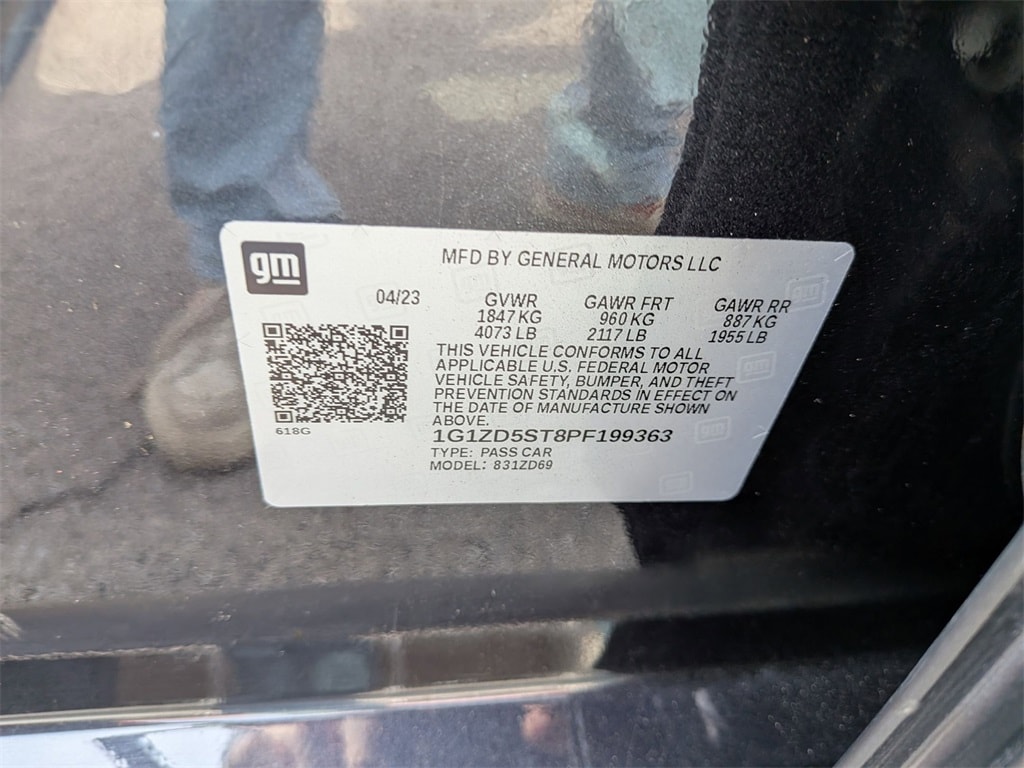 gm
MFD BY GENERAL MOTORS LLC
04/23 GVWR GAWR FRT GAWR RR
1847 KG 960 KG 887 KG
4073 LB 2117 LB 1955 LB
THIS VEHICLE CONFORMS TO ALL
APPLICABLE U.S. FEDERAL MOTOR
VEHICLE SAFETY, BUMPER, AND THEFT
PREVENTION STANDARDS IN EFFECT ON
THE DATE OF MANUFACTURE SHOWN
ABOVE.
618G
1G1ZD5ST8PF199363
TYPE: PASS CAR
MODEL: 831ZD69